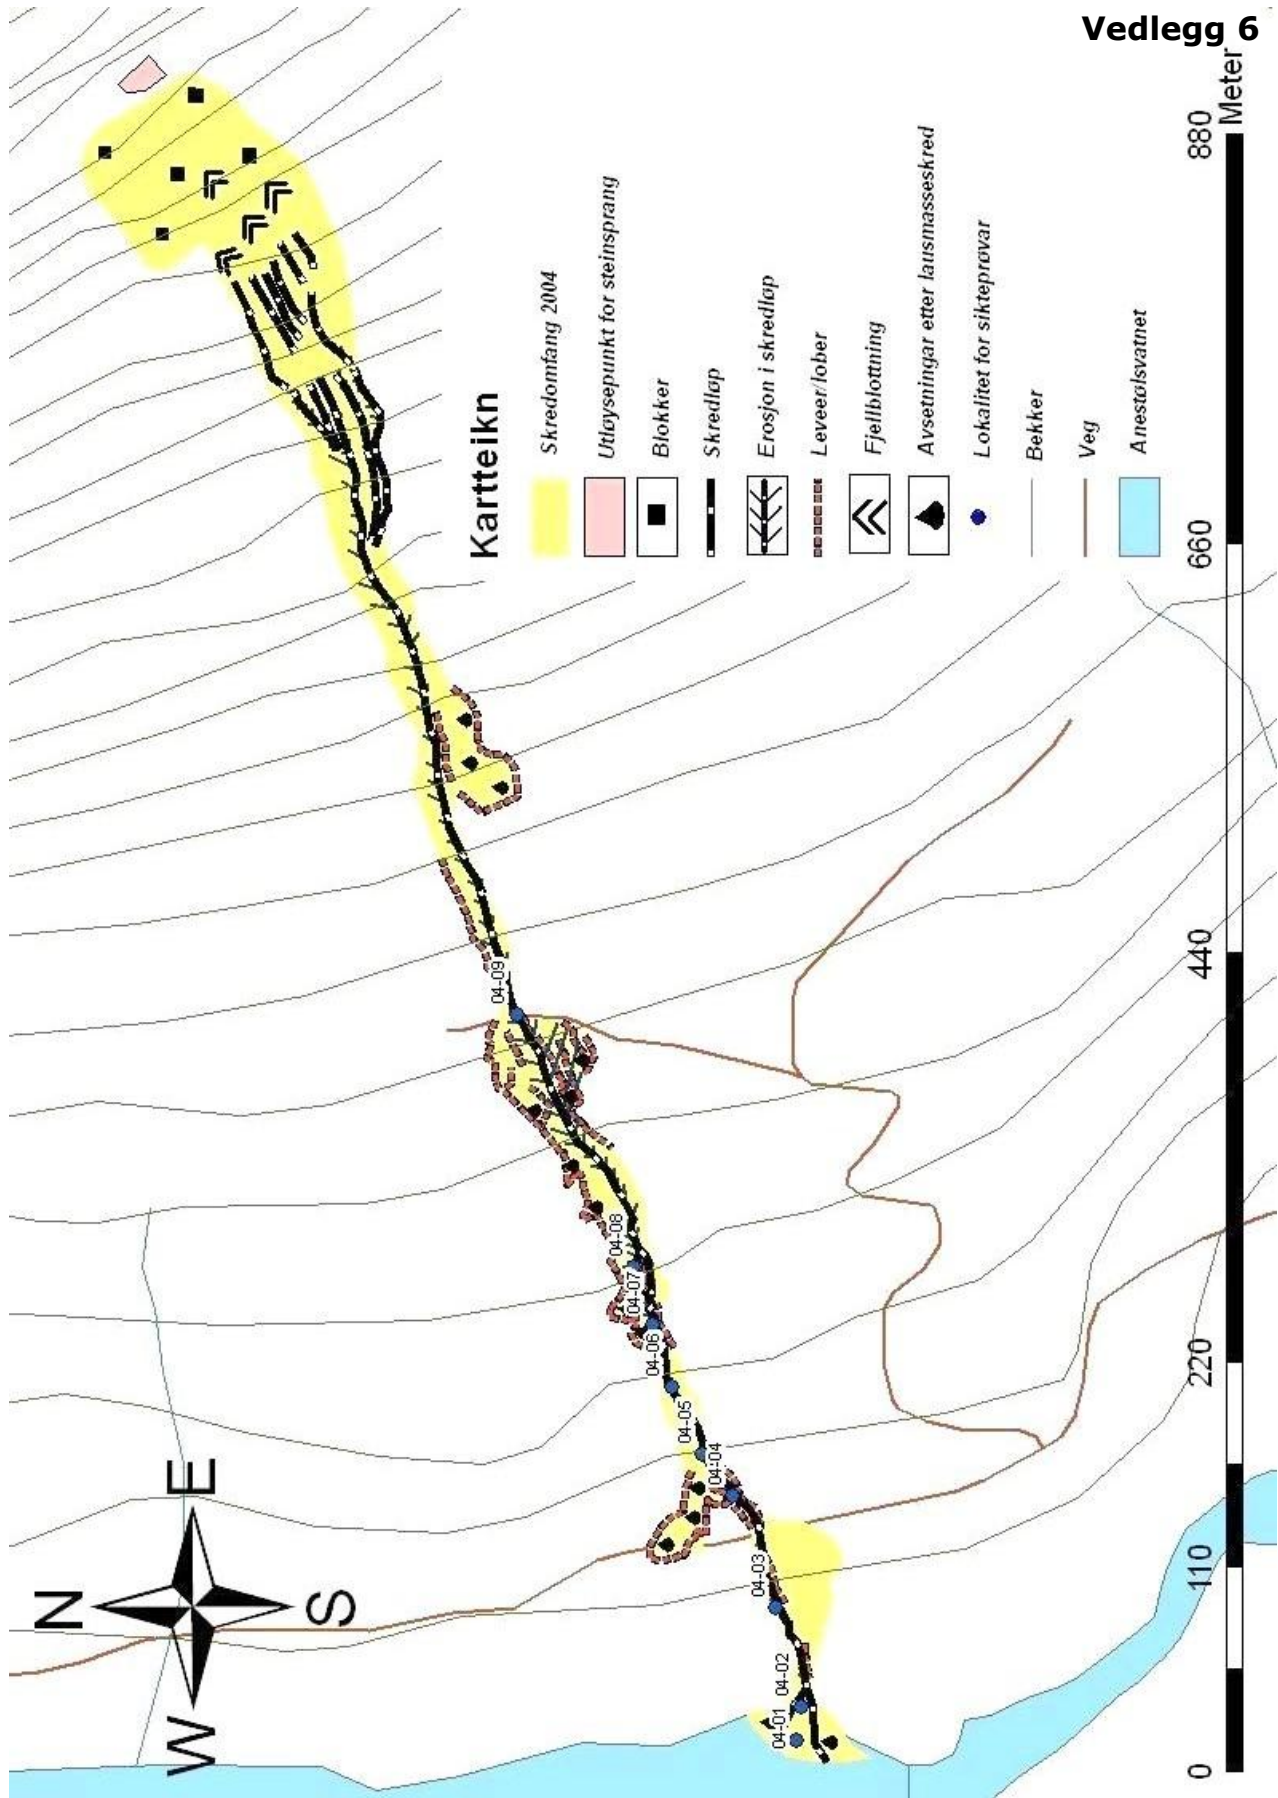 Vedlegg 6
N
W
E
S
04-01
04-02
04-03
04-04
04-05
04-06
04-07
04-08
04-09
Kartteikn
Skredomfang 2004
Utløysepunkt for steinsprang
Blokker
Skredløp
Erosjon i skredløp
Leveer/lober
Fjellblottning
Avsetningar etter lausmasseskred
Lokalitet for sikteprøvar
Bekker
Veg
Anestølsvatnet
0 110 220 440 660 880
Meter